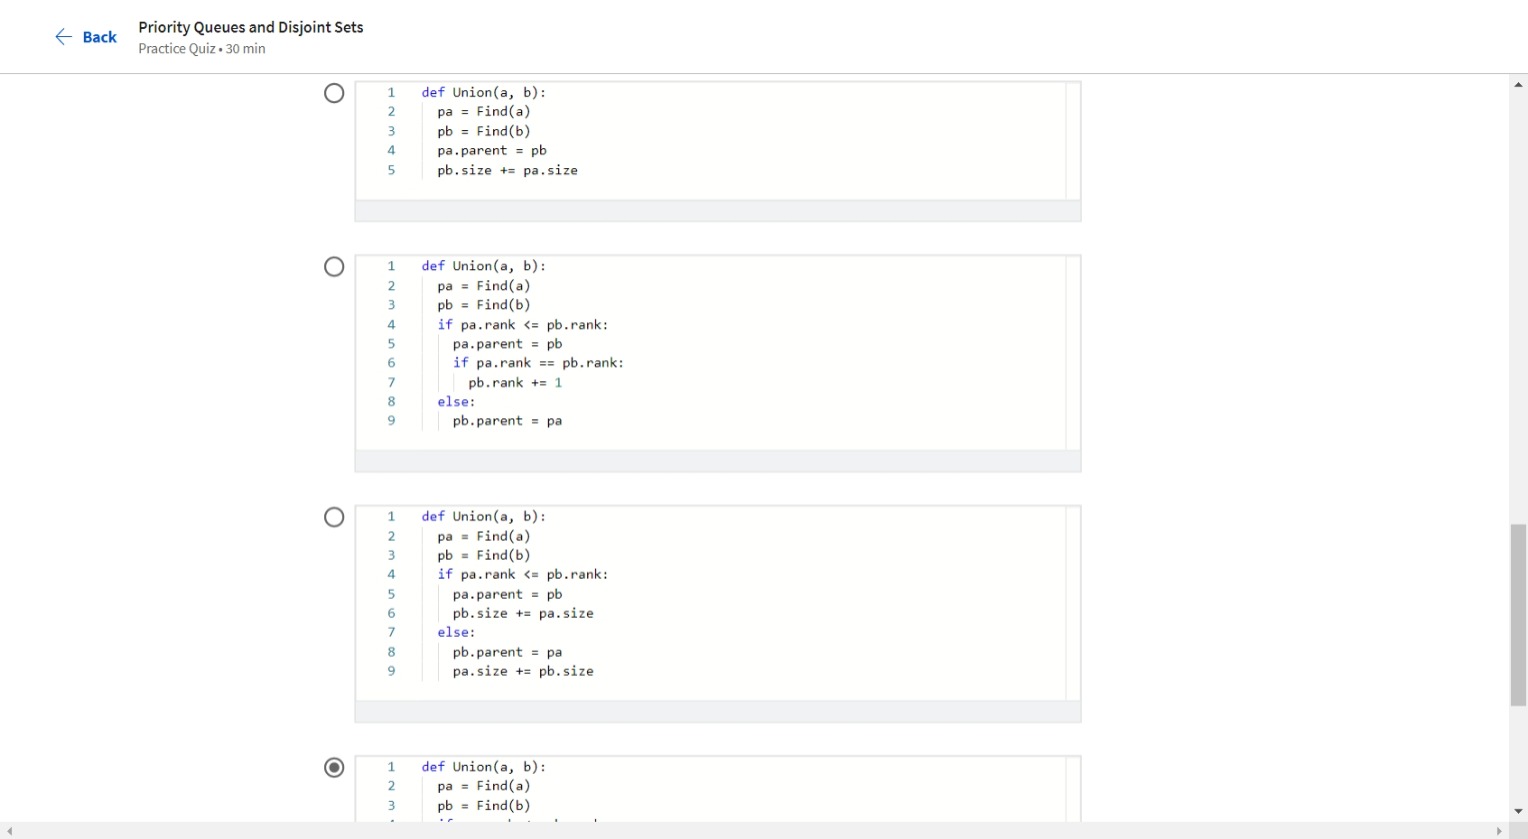 Back
Priority Queues and Disjoint Sets
Practice Quiz • 30 min
1 def Union(a, b):
2 pa = Find(a)
3 pb = Find(b)
4 pa.parent = pb
5 pb.size += pa.size
1 def Union(a, b):
2 pa = Find(a)
3 pb = Find(b)
4 if pa.rank <= pb.rank:
5 pa.parent = pb
6 if pa.rank == pb.rank:
7 pb.rank += 1
8 else:
9 pb.parent = pa
1 def Union(a, b):
2 pa = Find(a)
3 pb = Find(b)
4 if pa.rank <= pb.rank:
5 pa.parent = pb
6 pb.size += pa.size
7 else:
8 pb.parent = pa
9 pa.size += pb.size
1 def Union(a, b):
2 pa = Find(a)
3 pb = Find(b)